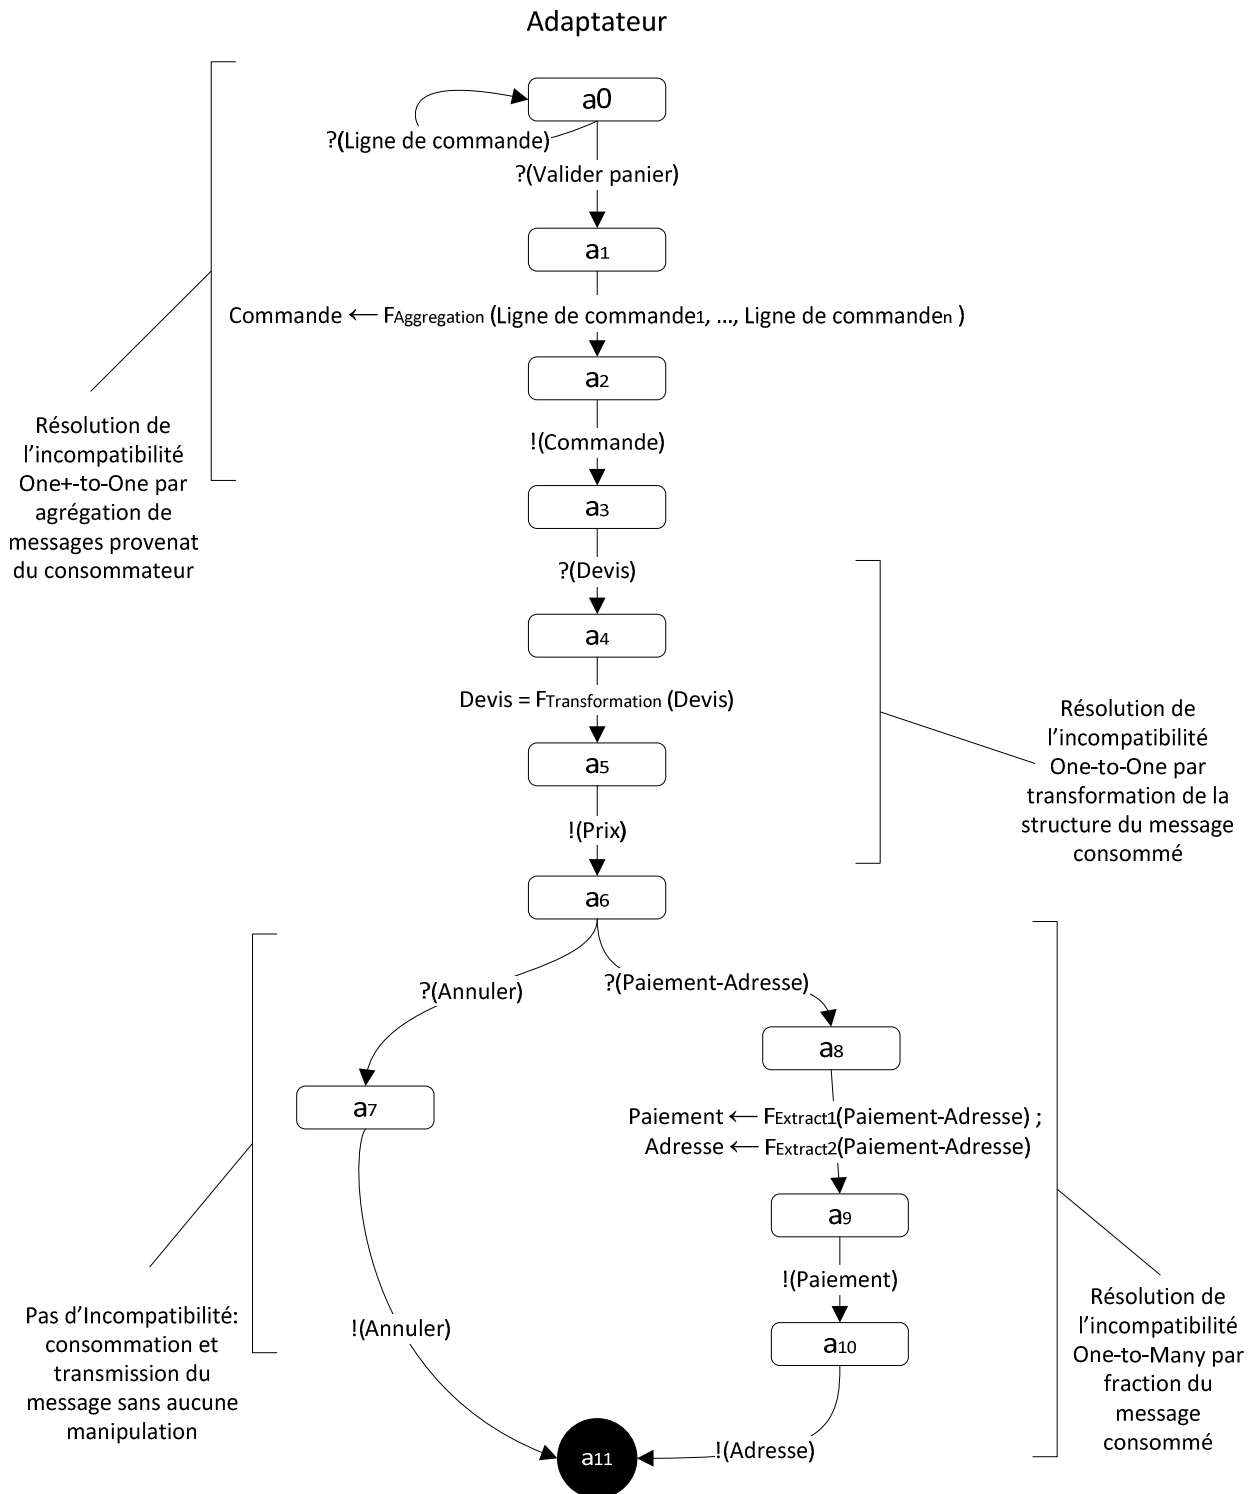 Adaptateur
a0
?(Ligne de commande)
?(Valider panier)
a1
Commande ← FAggregation (Ligne de commande1, ..., Ligne de commanden )
a2
Résolution de
l’incompatibilité
One+-to-One par
agrégation de
messages provenat
du consommateur
!(Commande)
a3
?(Devis)
a4
Devis = FTransformation (Devis)
a5
Résolution de
l’incompatibilité
One-to-One par
transformation de la
structure du message
consommé
!(Prix)
a6
?(Annuler)
?(Paiement-Adresse)
a8
a7
Paiement ← FExtract1(Paiement-Adresse) ;
Adresse ← FExtract2(Paiement-Adresse)
a9
!(Paiement)
Pas d’Incompatibilité:
consommation et
transmission du
message sans aucune
manipulation
!(Annuler)
a10
Résolution de
l’incompatibilité
One-to-Many par
fraction du
message
consommé
!(Adresse)
a11